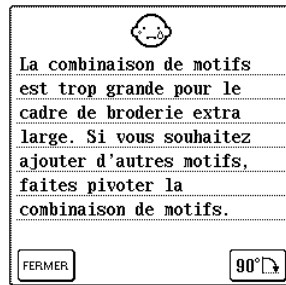 La combinaison de motifs
est trop grande pour le
cadre de broderie extra
large. Si vous souhaitez
ajouter d'autres motifs,
faites pivoter la
combinaison de motifs.
FERMER
90°